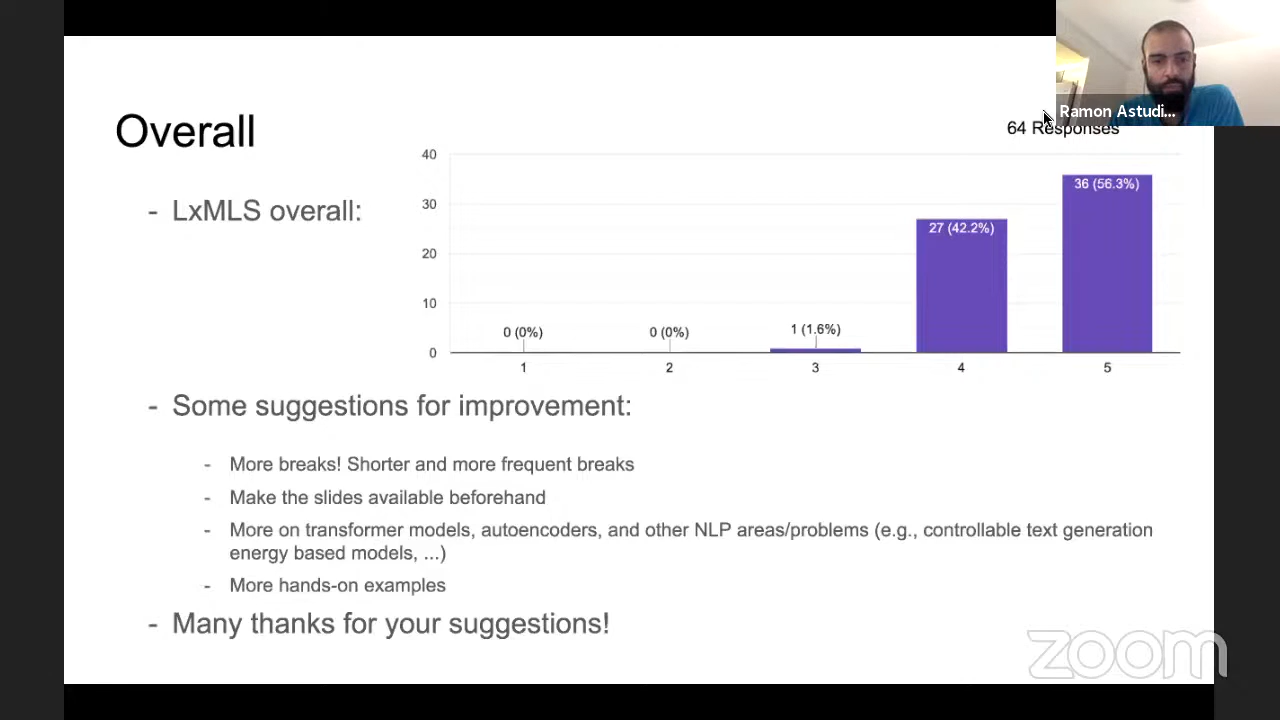 Ramon Astudi...
Overall
64 Responses
- LxMLS overall:
40
30
20
10
0
0 (0%)
0 (0%)
1 (1.6%)
27 (42.2%)
36 (56.3%)
1
2
3
4
5
- Some suggestions for improvement:
- More breaks! Shorter and more frequent breaks
- Make the slides available beforehand
- More on transformer models, autoencoders, and other NLP areas/problems (e.g., controllable text generation
energy based models, ...)
- More hands-on examples
- Many thanks for your suggestions!
zoom